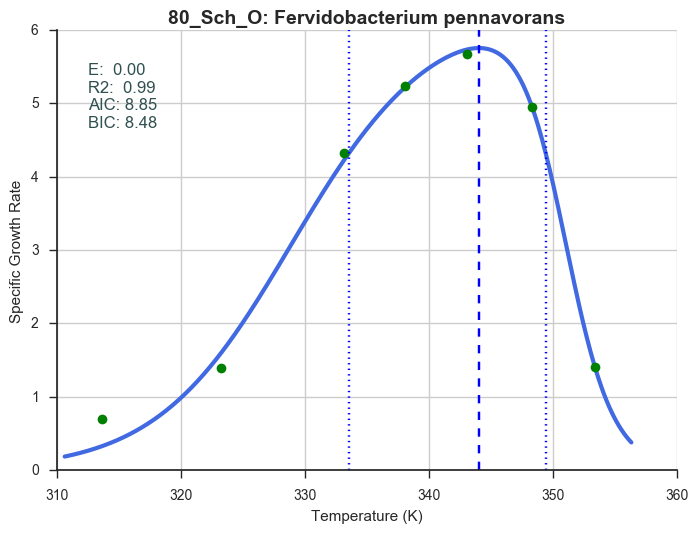 80_Sch_O: Fervidobacterium pennavorans
6
5
4
3
2
1
0
E:  0.00
R2:  0.99
AIC: 8.85
BIC: 8.48
Specific Growth Rate
310 320 330 340 350 360
Temperature (K)